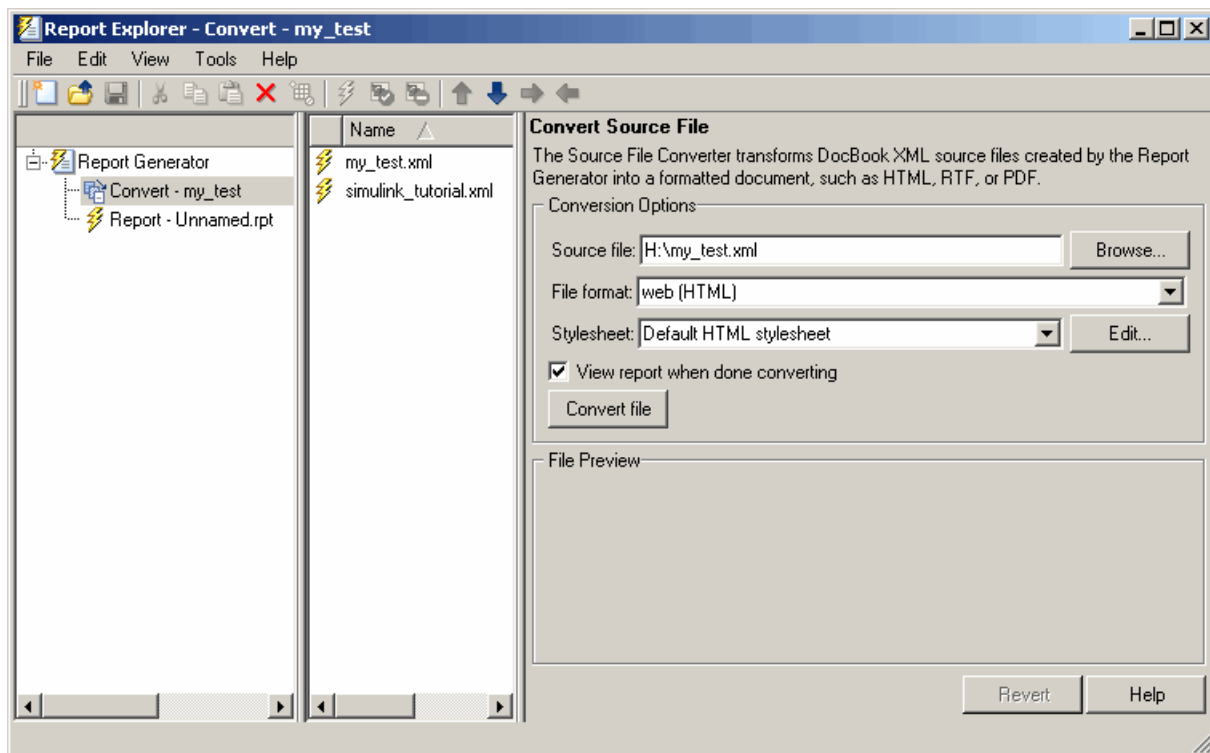 Report Explorer - Convert - my_test
File Edit View Tools Help
Name
Report Generator
Convert - my_test
Report - Unnamed.rpt
my_test.xml
simulink_tutorial.xml
Convert Source File
The Source File Converter transforms DocBook XML source files created by the Report
Generator into a formatted document, such as HTML, RTF, or PDF.
Conversion Options
Source file: H:\my_test.xml Browse...
File format: web (HTML)
Stylesheet: Default HTML stylesheet Edit...
View report when done converting
Convert file
File Preview
Revert Help